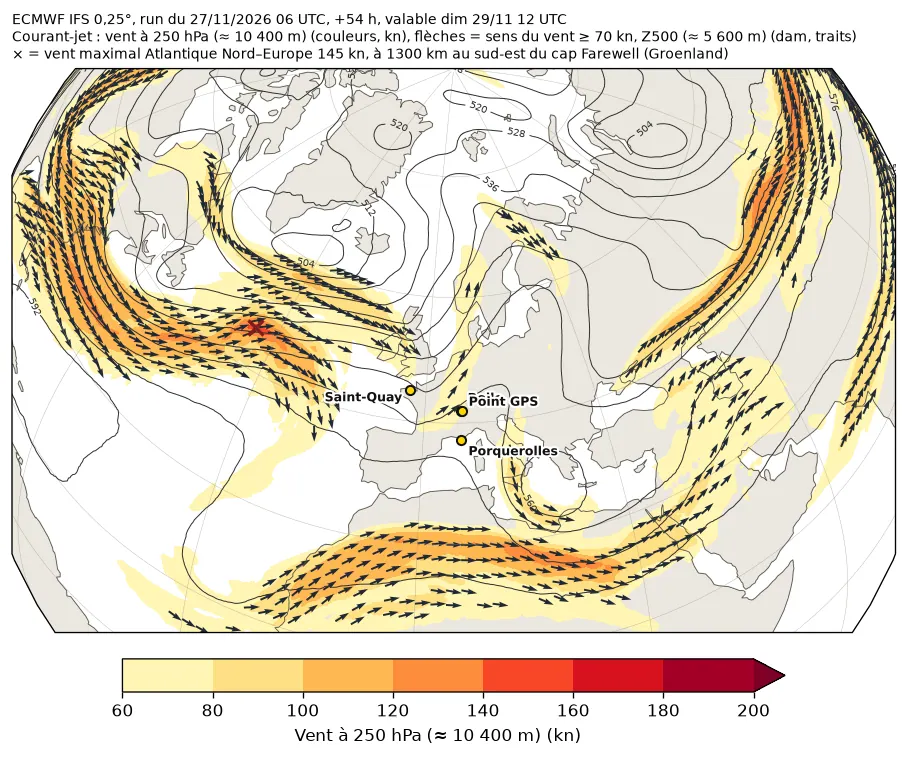 ECMWF IFS 0,25°, run du 27/11/2026 06 UTC, +54 h, valable dim 29/11 12 UTC
Courant-jet : vent à 250 hPa (≈ 10 400 m) (couleurs, kn), flèches = sens du vent ≥ 70 kn, Z500 (≈ 5 600 m) (dam, traits)
× = vent maximal Atlantique Nord–Europe 145 kn, à 1300 km au sud-est du cap Farewell (Groenland)
576
520
520
528
504
536
512
504
592
Saint-Quay
Point GPS
Porquerolles
560
60 80 100 120 140 160 180 200
Vent à 250 hPa (≈ 10 400 m) (kn)